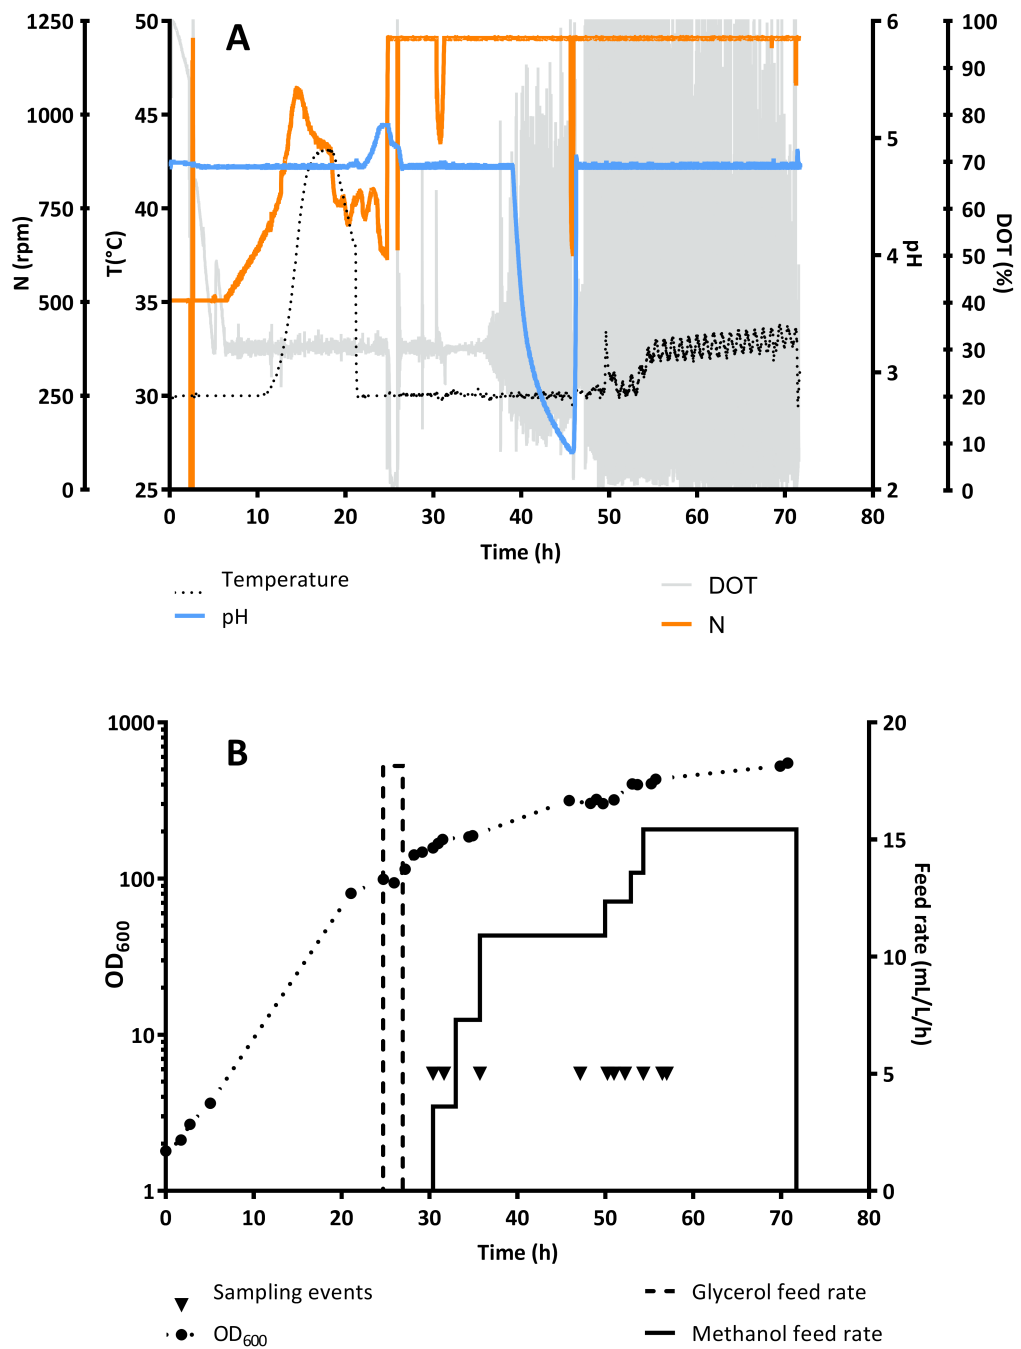 A
1250 50 6 100
90
1000 45 5 80
70
750 40 60
4 50
500 35 40
3 30
250 30 20
10
0 25 2 0
N (rpm)
T(°C)
pH
DOT (%)
0 10 20 30 40 50 60 70 80
Time (h)
Temperature
pH
DOT
N
B
1000 20
15
100
10
10
5
1 0
OD600
Feed rate (mL/L/h)
0 10 20 30 40 50 60 70 80
Time (h)
Sampling events
OD600
Glycerol feed rate
Methanol feed rate